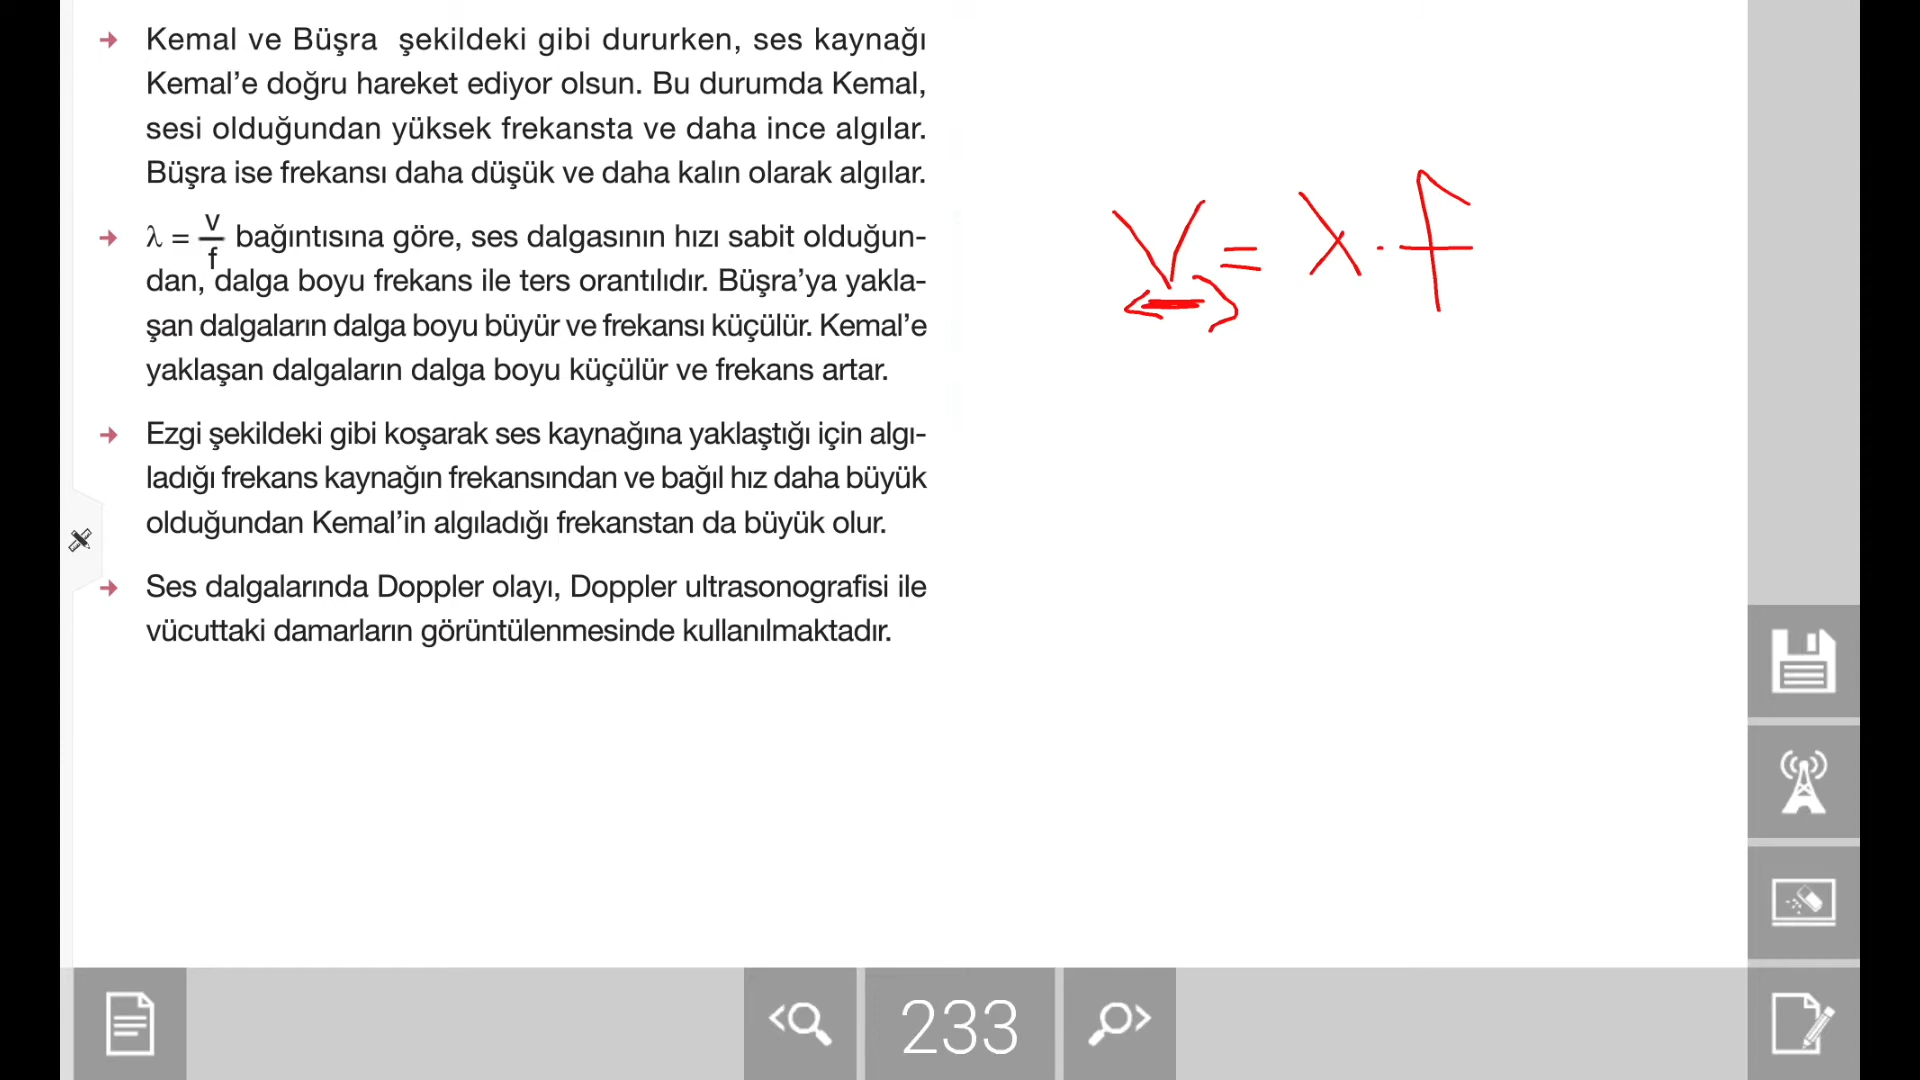 → Kemal ve Büşra şekildeki gibi dururken, ses kaynağı
Kemal’e doğru hareket ediyor olsun. Bu durumda Kemal,
sesi olduğundan yüksek frekansta ve daha ince algılar.
Büşra ise frekansı daha düşük ve daha kalın olarak algılar.
→ λ = v/f bağıntısına göre, ses dalgasının hızı sabit olduğun-
dan, dalga boyu frekans ile ters orantılıdır. Büşra’ya yakla-
şan dalgaların dalga boyu büyür ve frekansı küçülür. Kemal’e
yaklaşan dalgaların dalga boyu küçülür ve frekans artar.
→ Ezgi şekildeki gibi koşarak ses kaynağına yaklaştığı için algı-
ladığı frekans kaynağın frekansından ve bağıl hız daha büyük
olduğundan Kemal’in algıladığı frekanstan da büyük olur.
→ Ses dalgalarında Doppler olayı, Doppler ultrasonografisi ile
vücuttaki damarların görüntülenmesinde kullanılmaktadır.
V = λ · f
233